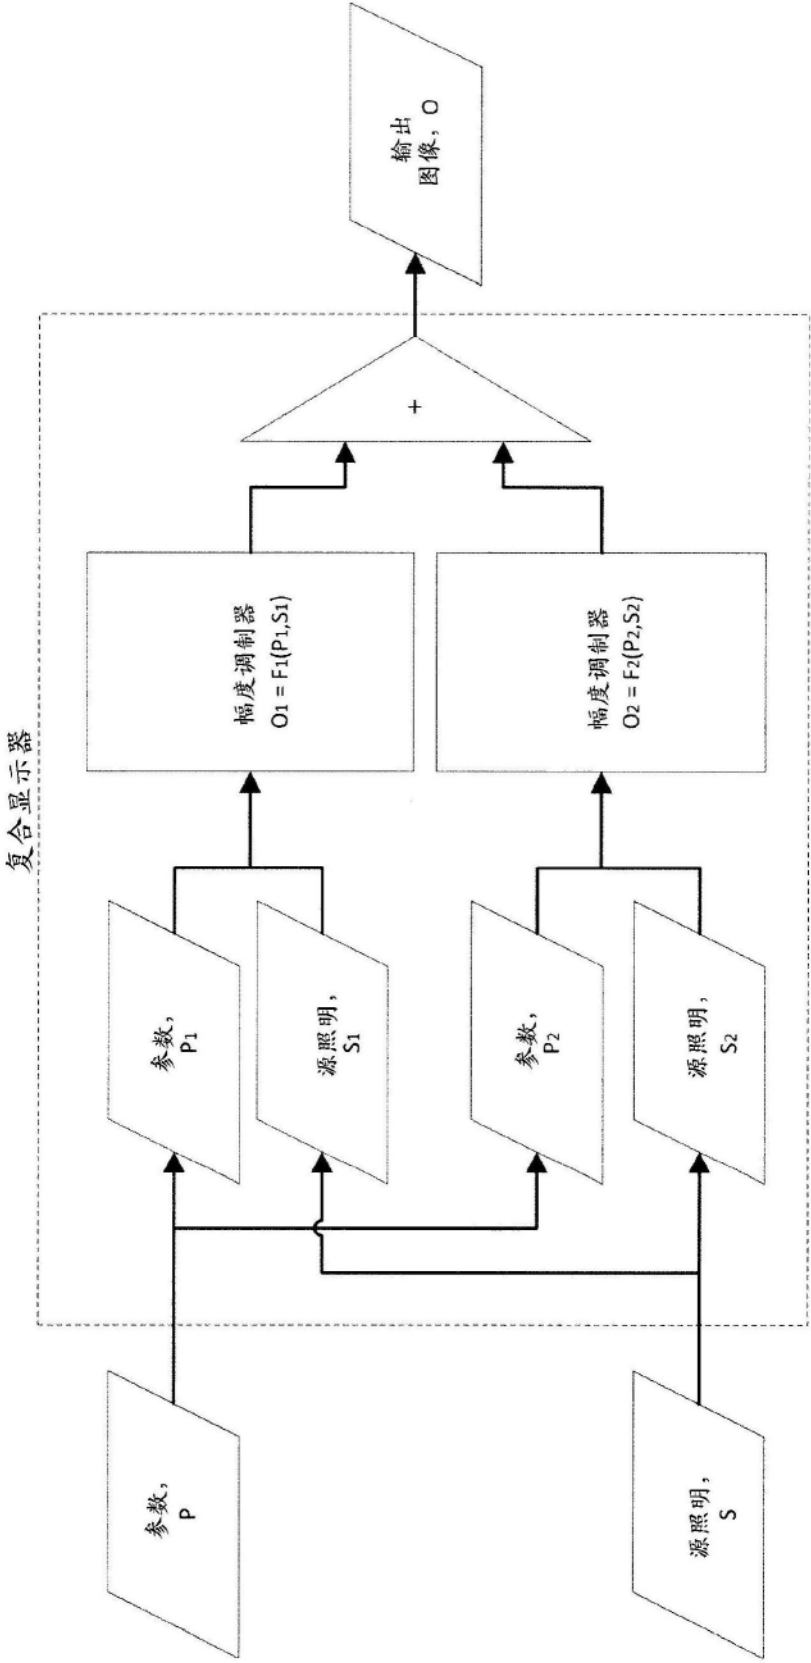 复合显示器
参数，
P
参数，
P1
幅度调制器
O1 = F1(P1,S1)
源照明，
S1
+
输出
图像，O
参数，
P2
幅度调制器
O2 = F2(P2,S2)
源照明，
S
源照明，
S2